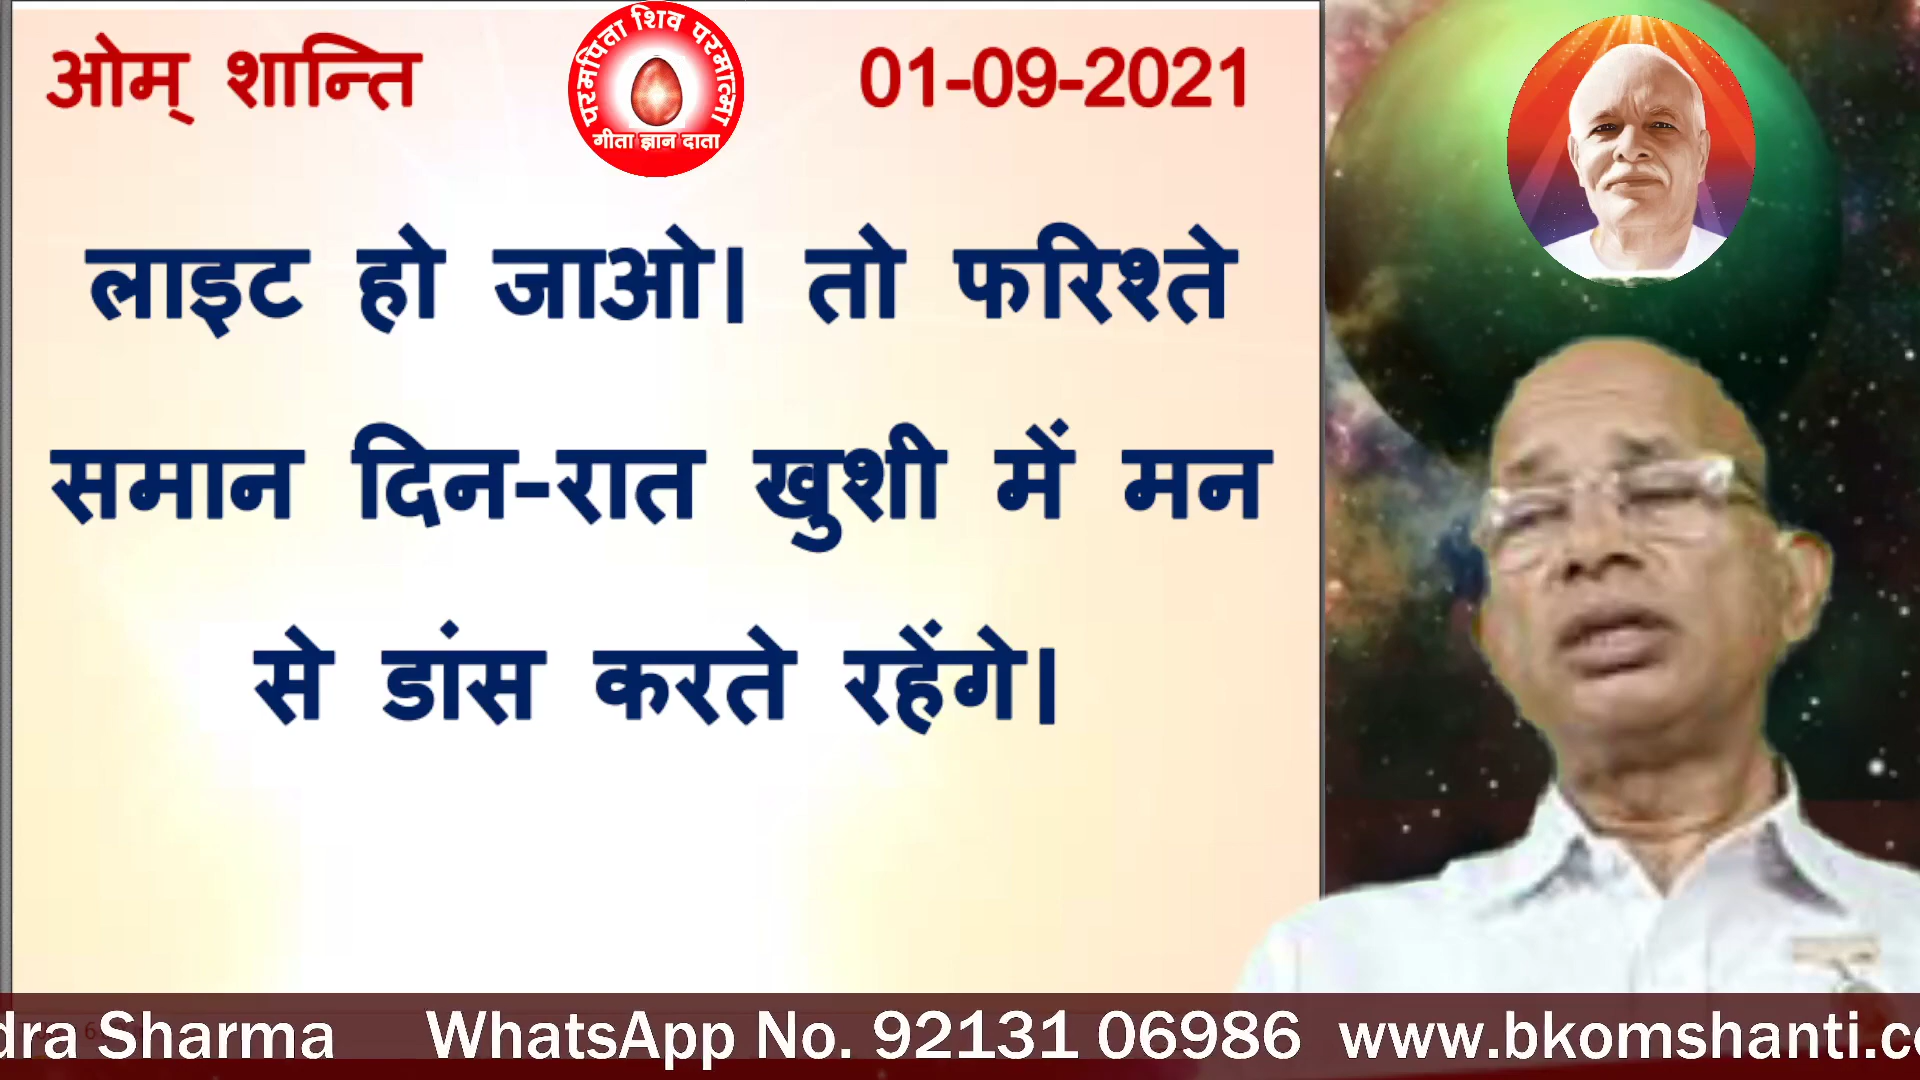 ओम् शान्ति
परमपिता शिव परमात्मा
गीता ज्ञान दाता
01-09-2021
लाइट हो जाओ। तो फरिश्ते
समान दिन-रात खुशी में मन
से डांस करते रहेंगे।
dra Sharma WhatsApp No. 92131 06986 www.bkomshanti.c